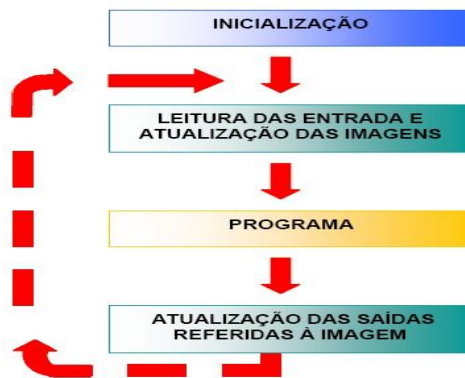 INICIALIZAÇÃO
LEITURA DAS ENTRADA E
ATUALIZAÇÃO DAS IMAGENS
PROGRAMA
ATUALIZAÇÃO DAS SAÍDAS
REFERIDAS À IMAGEM